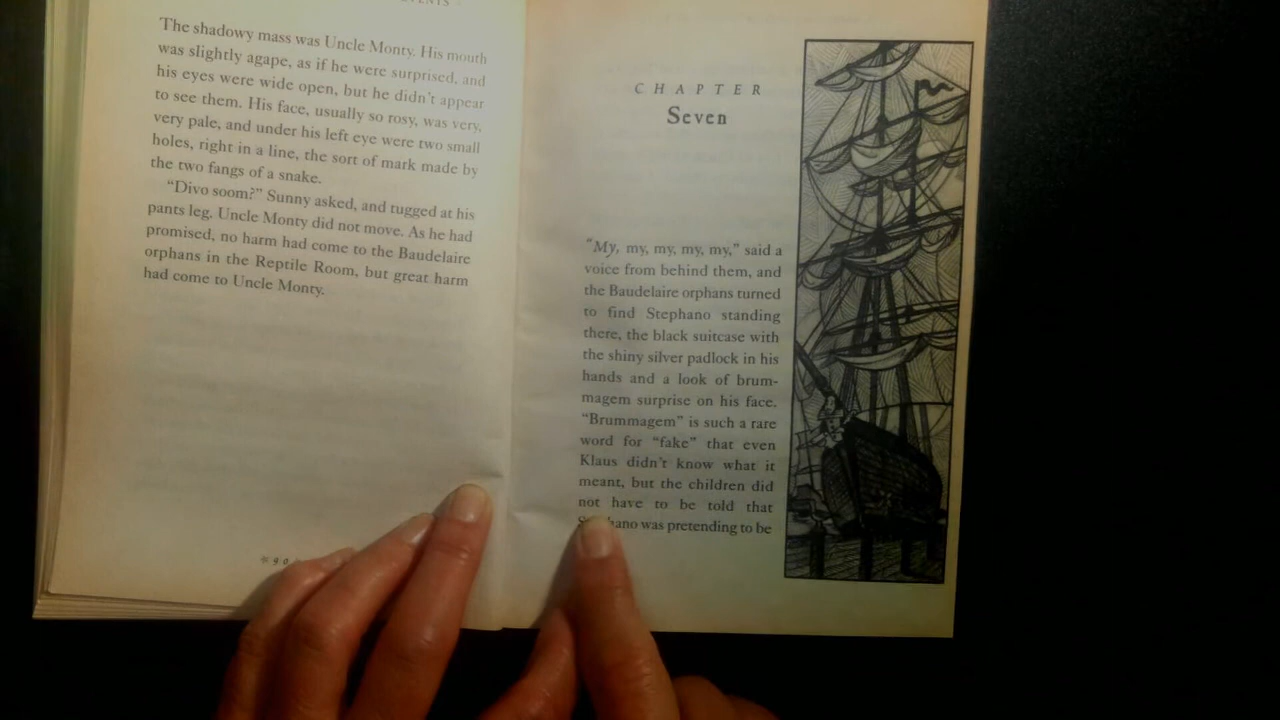 The shadowy mass was Uncle Monty. His mouth
was slightly agape, as if he were surprised, and
his eyes were wide open, but he didn't appear
to see them. His face, usually so rosy, was very,
very pale, and under his left eye were two small
holes, right in a line, the sort of mark made by
the two fangs of a snake.
"Divo soom?" Sunny asked, and tugged at his
pants leg. Uncle Monty did not move. As he had
promised, no harm had come to the Baudelaire
orphans in the Reptile Room, but great harm
had come to Uncle Monty.
90
CHAPTER
Seven
"My, my, my, my, my," said a
voice from behind them, and
the Baudelaire orphans turned
to find Stephano standing
there, the black suitcase with
the shiny silver padlock in his
hands and a look of brum-
magem surprise on his face.
"Brummagem" is such a rare
word for "fake" that even
Klaus didn't know what it
meant, but the children did
not have to be told that
Stephano was pretending to be